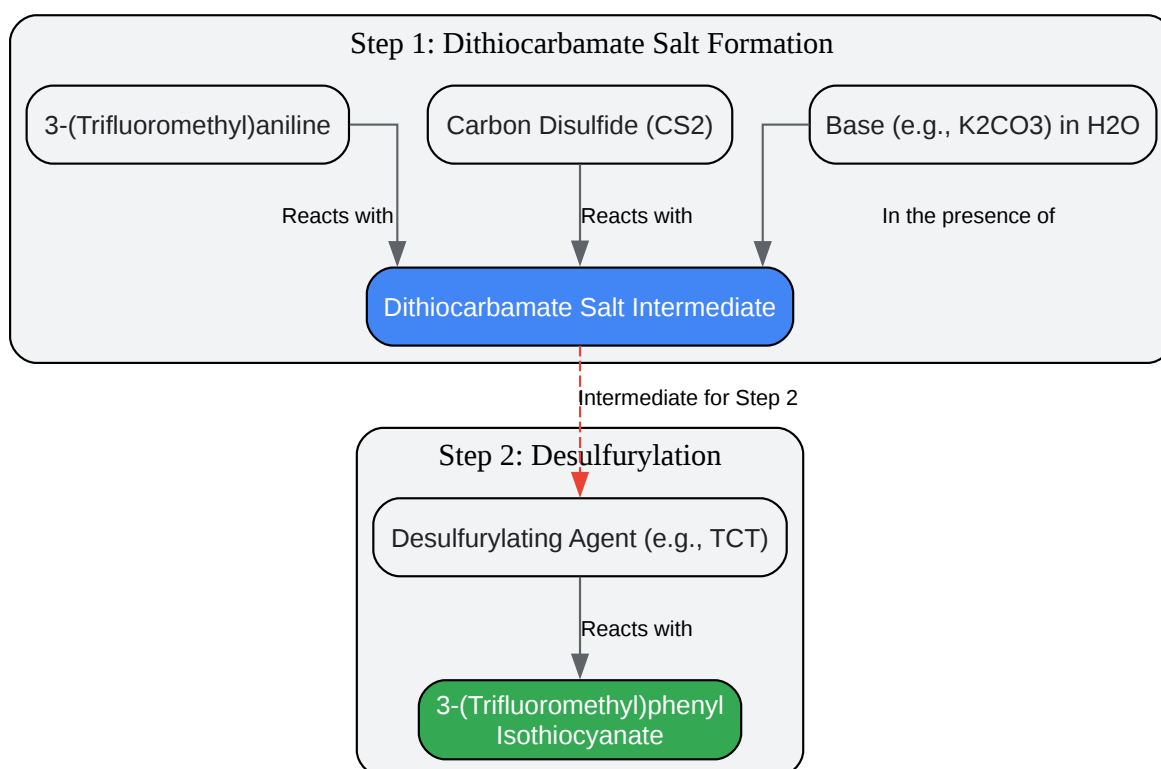 Step 1: Dithiocarbamate Salt Formation
3-(Trifluoromethyl)aniline
Carbon Disulfide (CS2)
Base (e.g., K2CO3) in H2O
Reacts with
Reacts with
In the presence of
Dithiocarbamate Salt Intermediate
Intermediate for Step 2
Step 2: Desulfurylation
Desulfurylating Agent (e.g., TCT)
Reacts with
3-(Trifluoromethyl)phenyl
Isothiocyanate